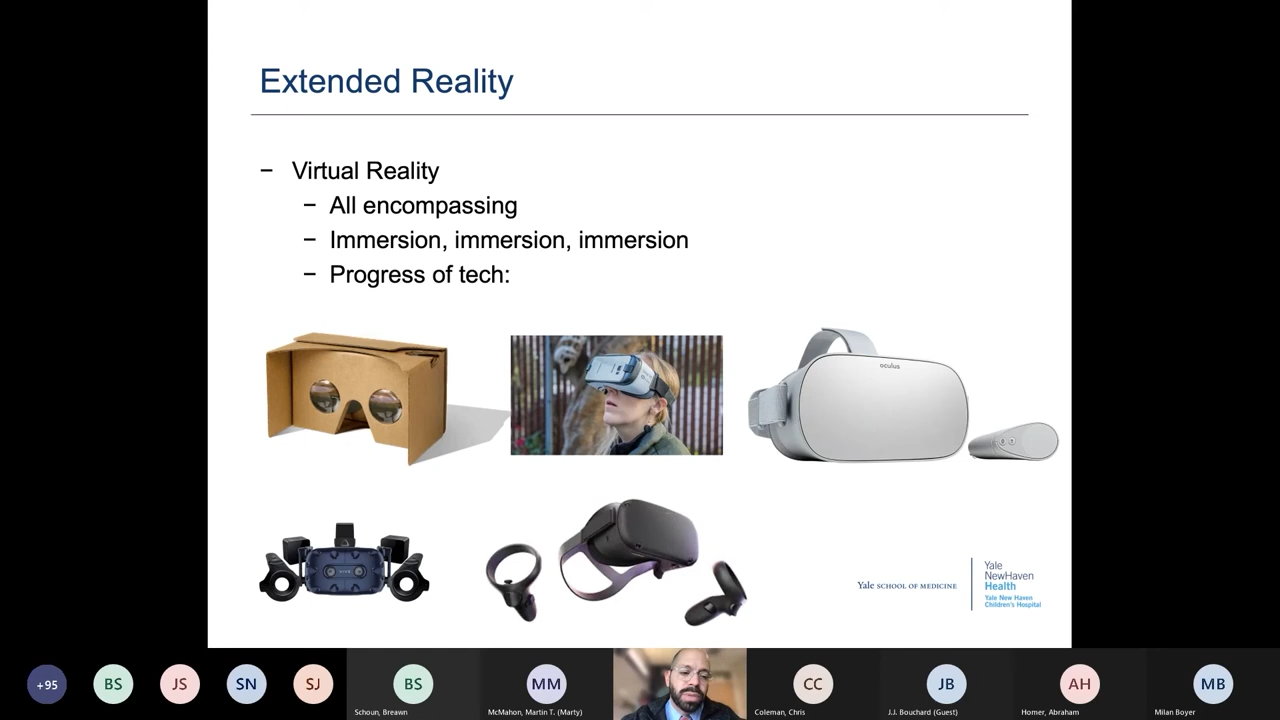 Extended Reality
− Virtual Reality
− All encompassing
− Immersion, immersion, immersion
− Progress of tech:
oculus
Yale SCHOOL OF MEDICINE
Yale
NewHaven
Health
Yale New Haven
Children's Hospital
+95
BS
JS
SN
SJ
BS
MM
CC
JB
AH
MB
Schoun, Breawn
McMahon, Martin T. (Marty)
Coleman, Chris
J.J. Bouchard (Guest)
Homer, Abraham
Milan Boyer